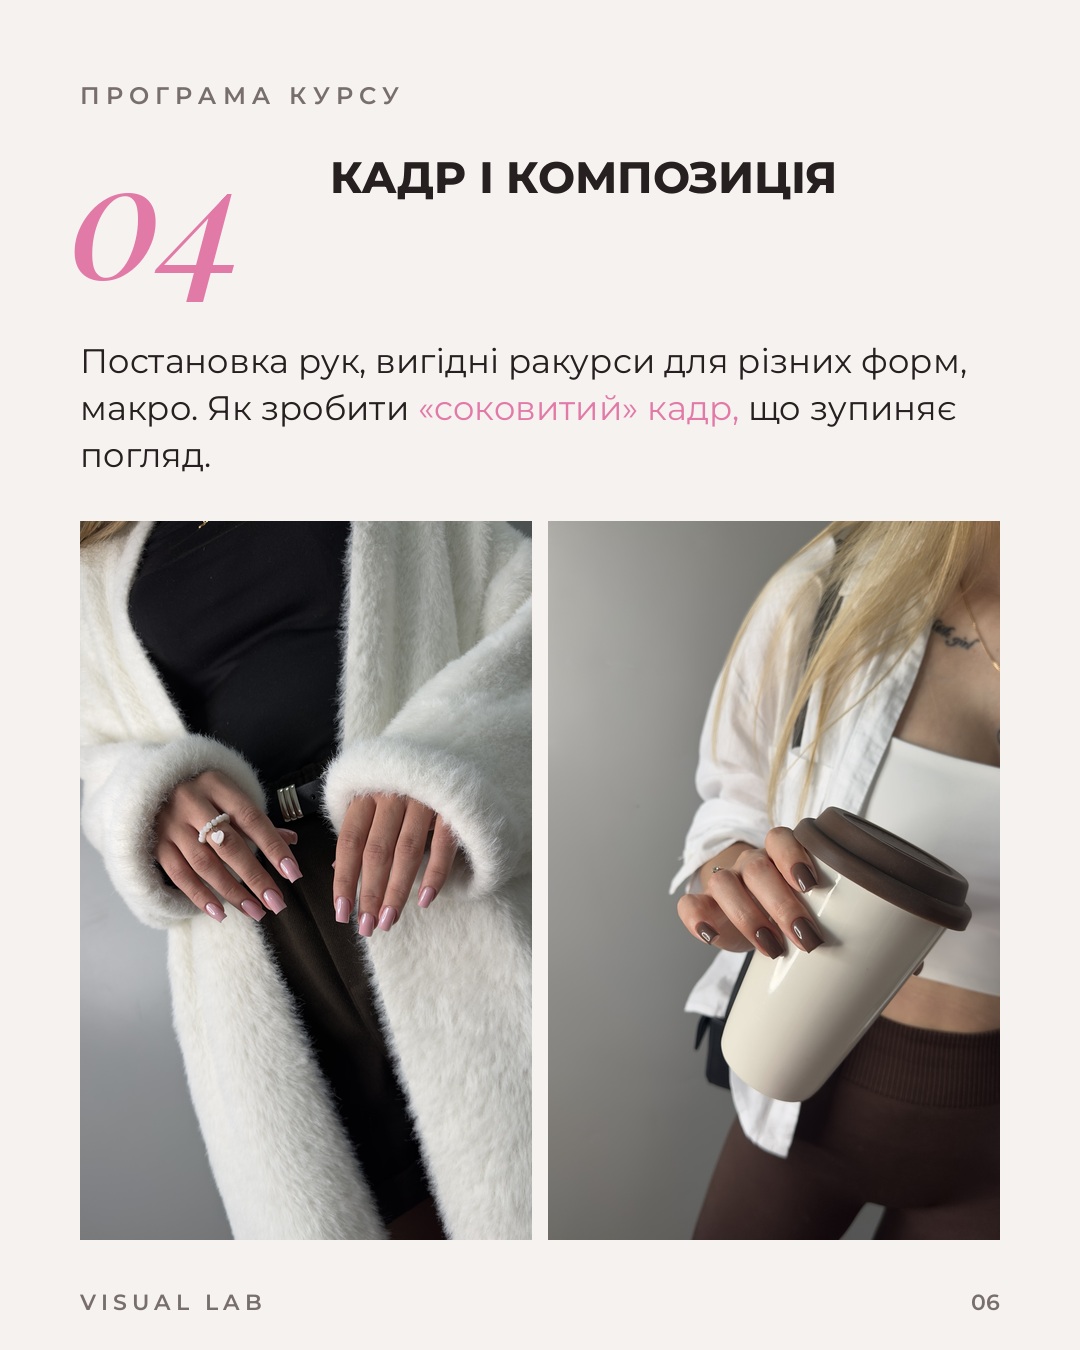 ПРОГРАМА КУРСУ
04
КАДР І КОМПОЗИЦІЯ
Постановка рук, вигідні ракурси для різних форм,
макро. Як зробити «соковитий» кадр, що зупиняє
погляд.
VISUAL LAB
06